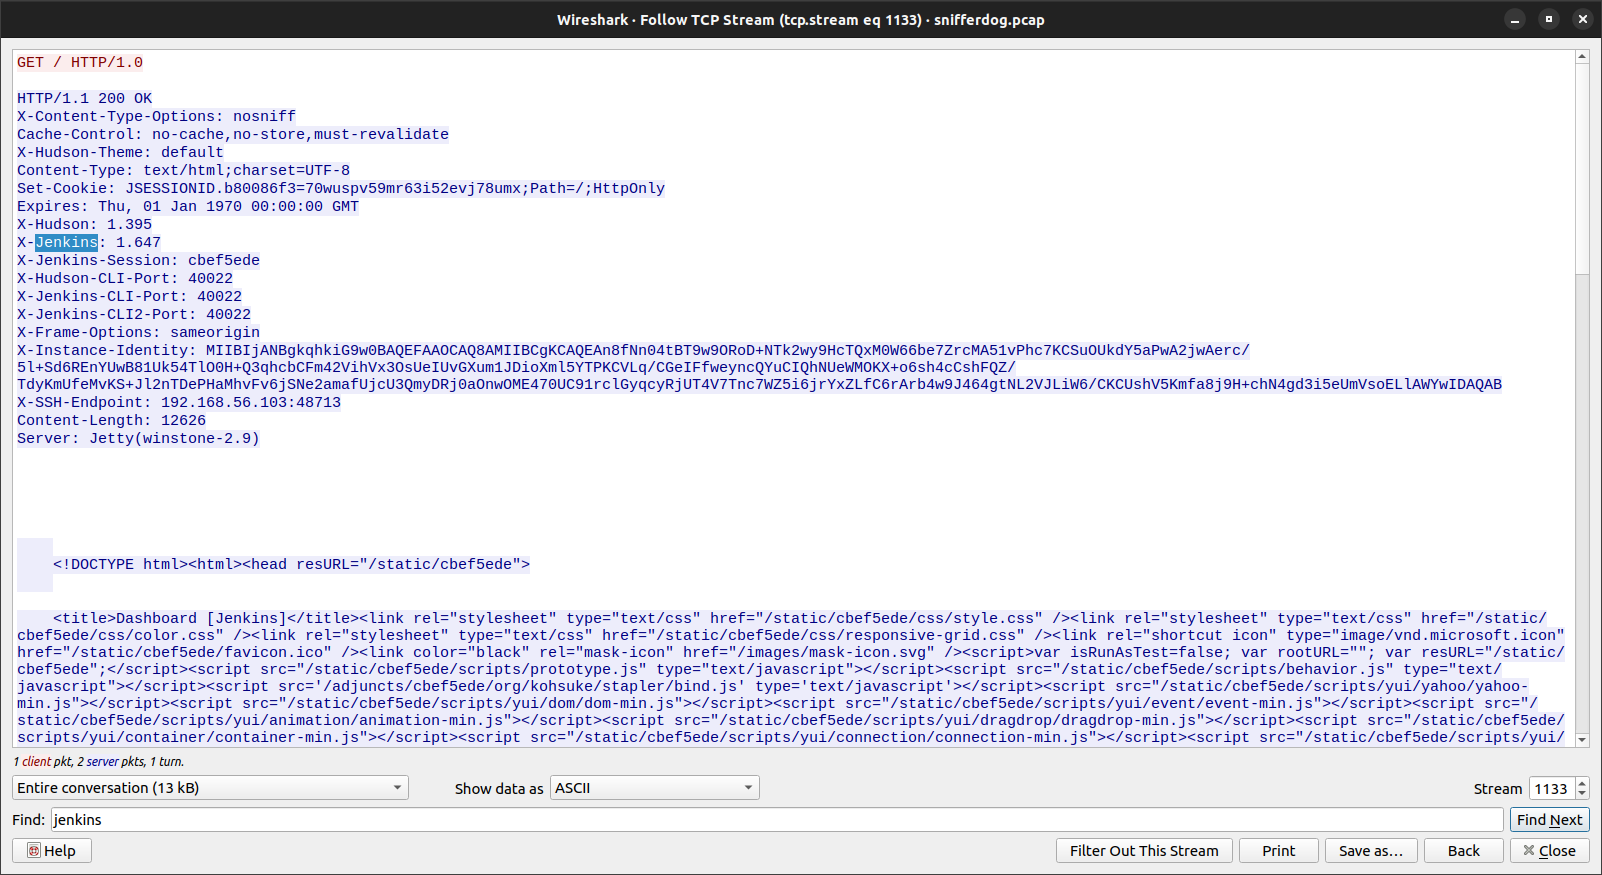 Wireshark · Follow TCP Stream (tcp.stream eq 1133) · snifferdog.pcap
GET / HTTP/1.0
HTTP/1.1 200 OK
X-Content-Type-Options: nosniff
Cache-Control: no-cache,no-store,must-revalidate
X-Hudson-Theme: default
Content-Type: text/html;charset=UTF-8
Set-Cookie: JSESSIONID.b80086f3=70wuspv59mr63i52evj78umx;Path=/;HttpOnly
Expires: Thu, 01 Jan 1970 00:00:00 GMT
X-Hudson: 1.395
X-Jenkins: 1.647
X-Jenkins-Session: cbef5ede
X-Hudson-CLI-Port: 40022
X-Jenkins-CLI-Port: 40022
X-Jenkins-CLI2-Port: 40022
X-Frame-Options: sameorigin
X-Instance-Identity: MIIBIjANBgkqhkiG9w0BAQEFAAOCAQ8AMIIBCgKCAQEAn8fNn04tBT9w9ORoD+NTk2wy9HcTQxM0W66be7ZrcMA51vPhc7KCSuOUkdY5aPwA2jwAerc/
5l+Sd6REnYUwB81Uk54TlO0H+Q3qhcbCFm42VihVx3OsUeIUvGXum1JDioXml5YTPKCVLq/CGeIFfweyncQYuCIQhNUeWMOKX+o6sh4cCshFQZ/
TdyKmUfeMvKS+Jl2nTDePHaMhvFv6jSNe2amafUjcU3QmyDRj0aOnwOME470UC91rclGyqcyRjUT4V7Tnc7WZ5i6jrYxZLfC6rArb4w9J464gtNL2VJLiW6/CKCUshV5Kmfa8j9H+chN4gd3i5eUmVsoELlAWYwIDAQAB
X-SSH-Endpoint: 192.168.56.103:48713
Content-Length: 12626
Server: Jetty(winstone-2.9)
<!DOCTYPE html><html><head resURL="/static/cbef5ede">
<title>Dashboard [Jenkins]</title><link rel="stylesheet" type="text/css" href="/static/cbef5ede/css/style.css" /><link rel="stylesheet" type="text/css" href="/static/
cbef5ede/css/color.css" /><link rel="stylesheet" type="text/css" href="/static/cbef5ede/css/responsive-grid.css" /><link rel="shortcut icon" type="image/vnd.microsoft.icon"
href="/static/cbef5ede/favicon.ico" /><link color="black" rel="mask-icon" href="/images/mask-icon.svg" /><script>var isRunAsTest=false; var rootURL=""; var resURL="/static/
cbef5ede";</script><script src="/static/cbef5ede/scripts/prototype.js" type="text/javascript"></script><script src="/static/cbef5ede/scripts/behavior.js" type="text/
javascript"></script><script src='/adjuncts/cbef5ede/org/kohsuke/stapler/bind.js' type='text/javascript'></script><script src="/static/cbef5ede/scripts/yui/yahoo/yahoo-
min.js"></script><script src="/static/cbef5ede/scripts/yui/dom/dom-min.js"></script><script src="/static/cbef5ede/scripts/yui/event/event-min.js"></script><script src="/
static/cbef5ede/scripts/yui/animation/animation-min.js"></script><script src="/static/cbef5ede/scripts/yui/dragdrop/dragdrop-min.js"></script><script src="/static/cbef5ede/
scripts/yui/container/container-min.js"></script><script src="/static/cbef5ede/scripts/yui/connection/connection-min.js"></script><script src="/static/cbef5ede/scripts/yui/
1 client pkt, 2 server pkts, 1 turn.
Entire conversation (13 kB) Show data as ASCII Stream 1133
Find: jenkins Find Next
Help Filter Out This Stream Print Save as… Back Close